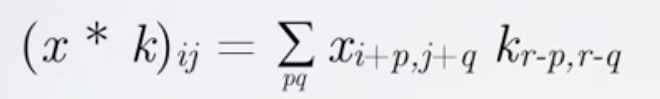 (x * k)ij = ∑pq xi+p,j+q kr-p,r-q